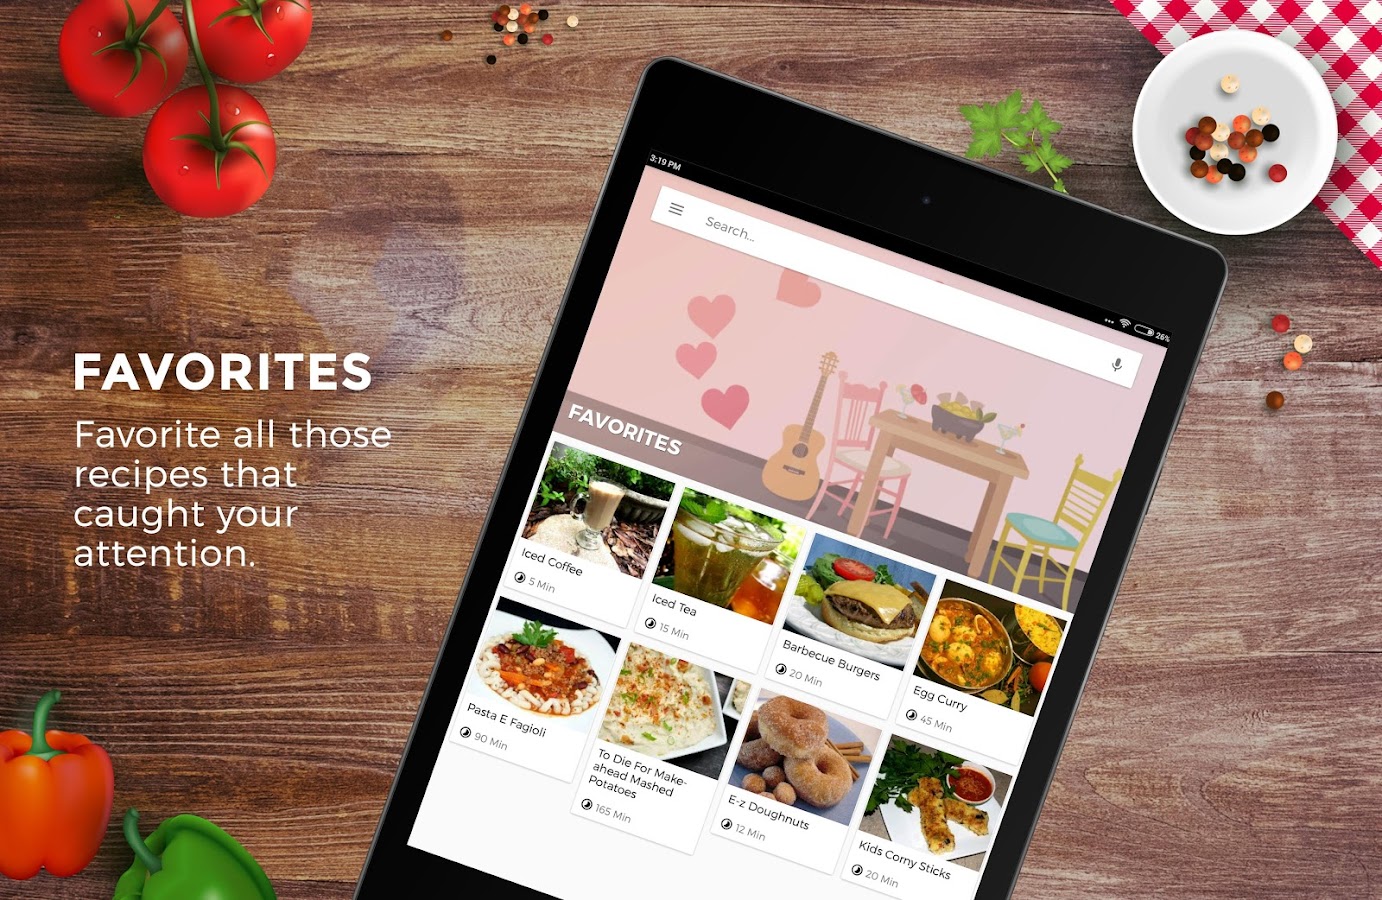 FAVORITES
Favorite all those
recipes that
caught your
attention.
3:19 PM
26%
Search...
FAVORITES
Iced Coffee
5 Min
Iced Tea
15 Min
Barbecue Burgers
20 Min
Egg Curry
45 Min
Pasta E Fagioli
90 Min
To Die For Make-
ahead Mashed
Potatoes
165 Min
E-z Doughnuts
12 Min
Kids Corny Sticks
20 Min